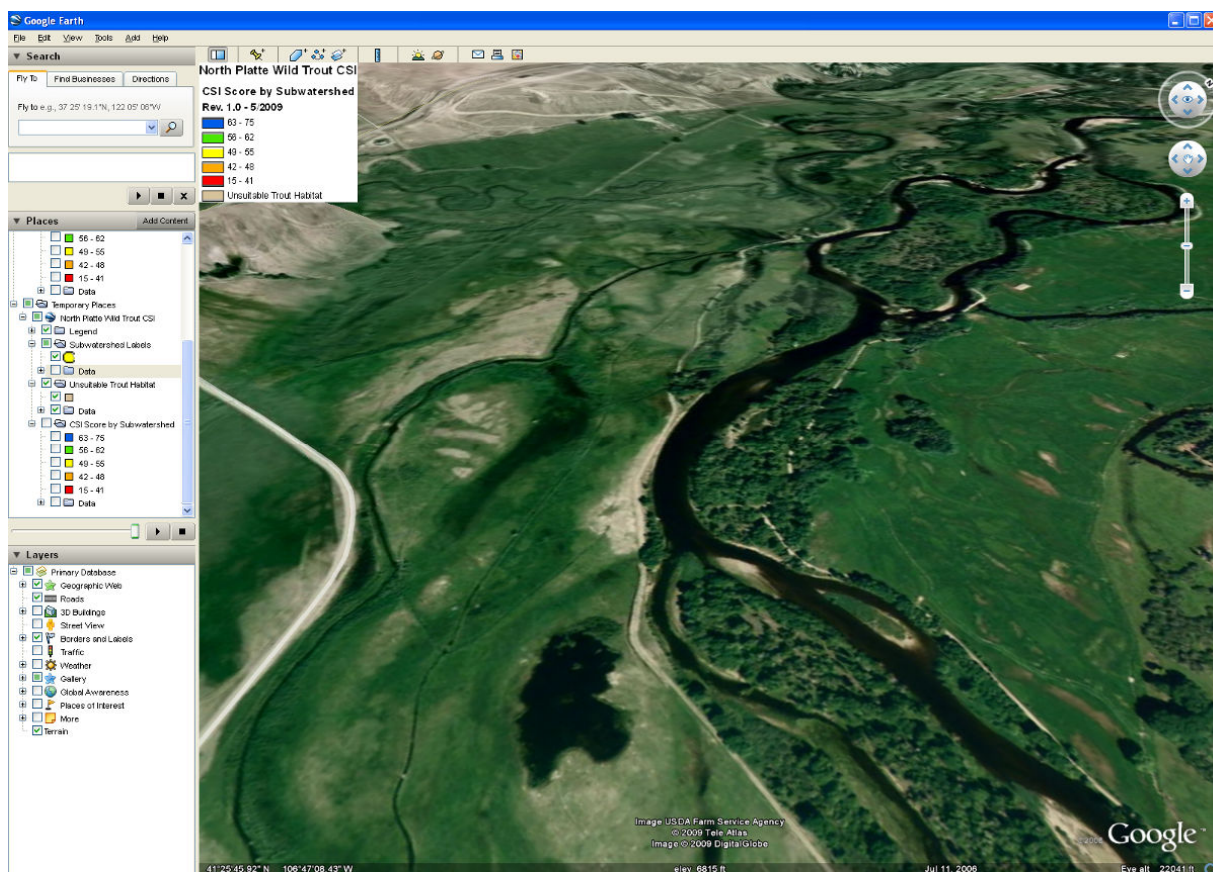 Google Earth
File Edit View Tools Add Help
Search
Fly To Find Businesses Directions
Fly to e.g., 37 25' 19.1"N, 122 05' 06"W
Places Add Content
56 - 62
49 - 55
42 - 48
15 - 41
Data
Temporary Places
North Platte Wild Trout CSI
Legend
Subwatershed Labels
Data
Unsuitable Trout Habitat
Data
CSI Score by Subwatershed
63 - 75
56 - 62
49 - 55
42 - 48
15 - 41
Data
Layers
Primary Database
Geographic Web
Roads
3D Buildings
Street View
Borders and Labels
Traffic
Weather
Gallery
Global Awareness
Places of Interest
More
Terrain
North Platte Wild Trout CSI
CSI Score by Subwatershed
Rev. 1.0 - 5/2009
63 - 75
56 - 62
49 - 55
42 - 48
15 - 41
Unsuitable Trout Habitat
N
Image USDA Farm Service Agency
© 2009 Tele Atlas
Image © 2009 DigitalGlobe
Google™
41°25'45.92" N 106°47'08.43" W elev 6815 ft Jul 11, 2006 Eye alt 22041 ft